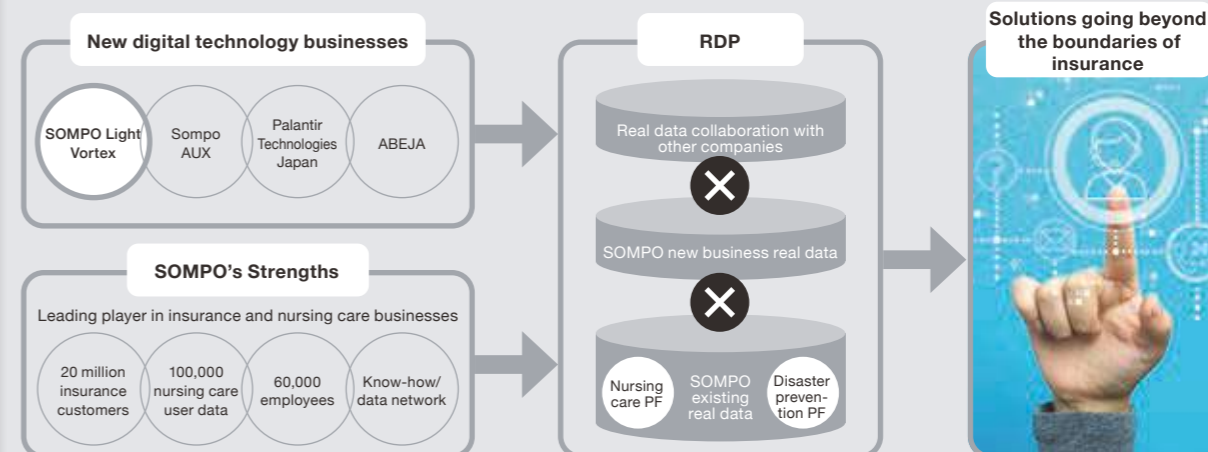 New digital technology businesses
SOMPO Light
Vortex
Sompo
AUX
Palantir
Technologies
Japan
ABEJA
SOMPO's Strengths
Leading player in insurance and nursing care businesses
20 million
insurance
customers
100,000
nursing care
user data
60,000
employees
Know-how/
data network
RDP
Real data collaboration with
other companies
SOMPO new business real data
Nursing
care PF
SOMPO
existing
real data
Disaster
preven-
tion PF
Solutions going beyond
the boundaries of
insurance